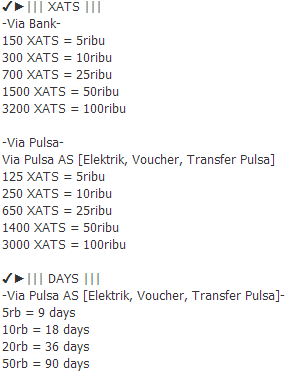 ✔►||| XATS |||
-Via Bank-
150 XATS = 5ribu
300 XATS = 10ribu
700 XATS = 25ribu
1500 XATS = 50ribu
3200 XATS = 100ribu
-Via Pulsa-
Via Pulsa AS [Elektrik, Voucher, Transfer Pulsa]
125 XATS = 5ribu
250 XATS = 10ribu
650 XATS = 25ribu
1400 XATS = 50ribu
3000 XATS = 100ribu
✔►||| DAYS |||
-Via Pulsa AS [Elektrik, Voucher, Transfer Pulsa]-
5rb = 9 days
10rb = 18 days
20rb = 36 days
50rb = 90 days